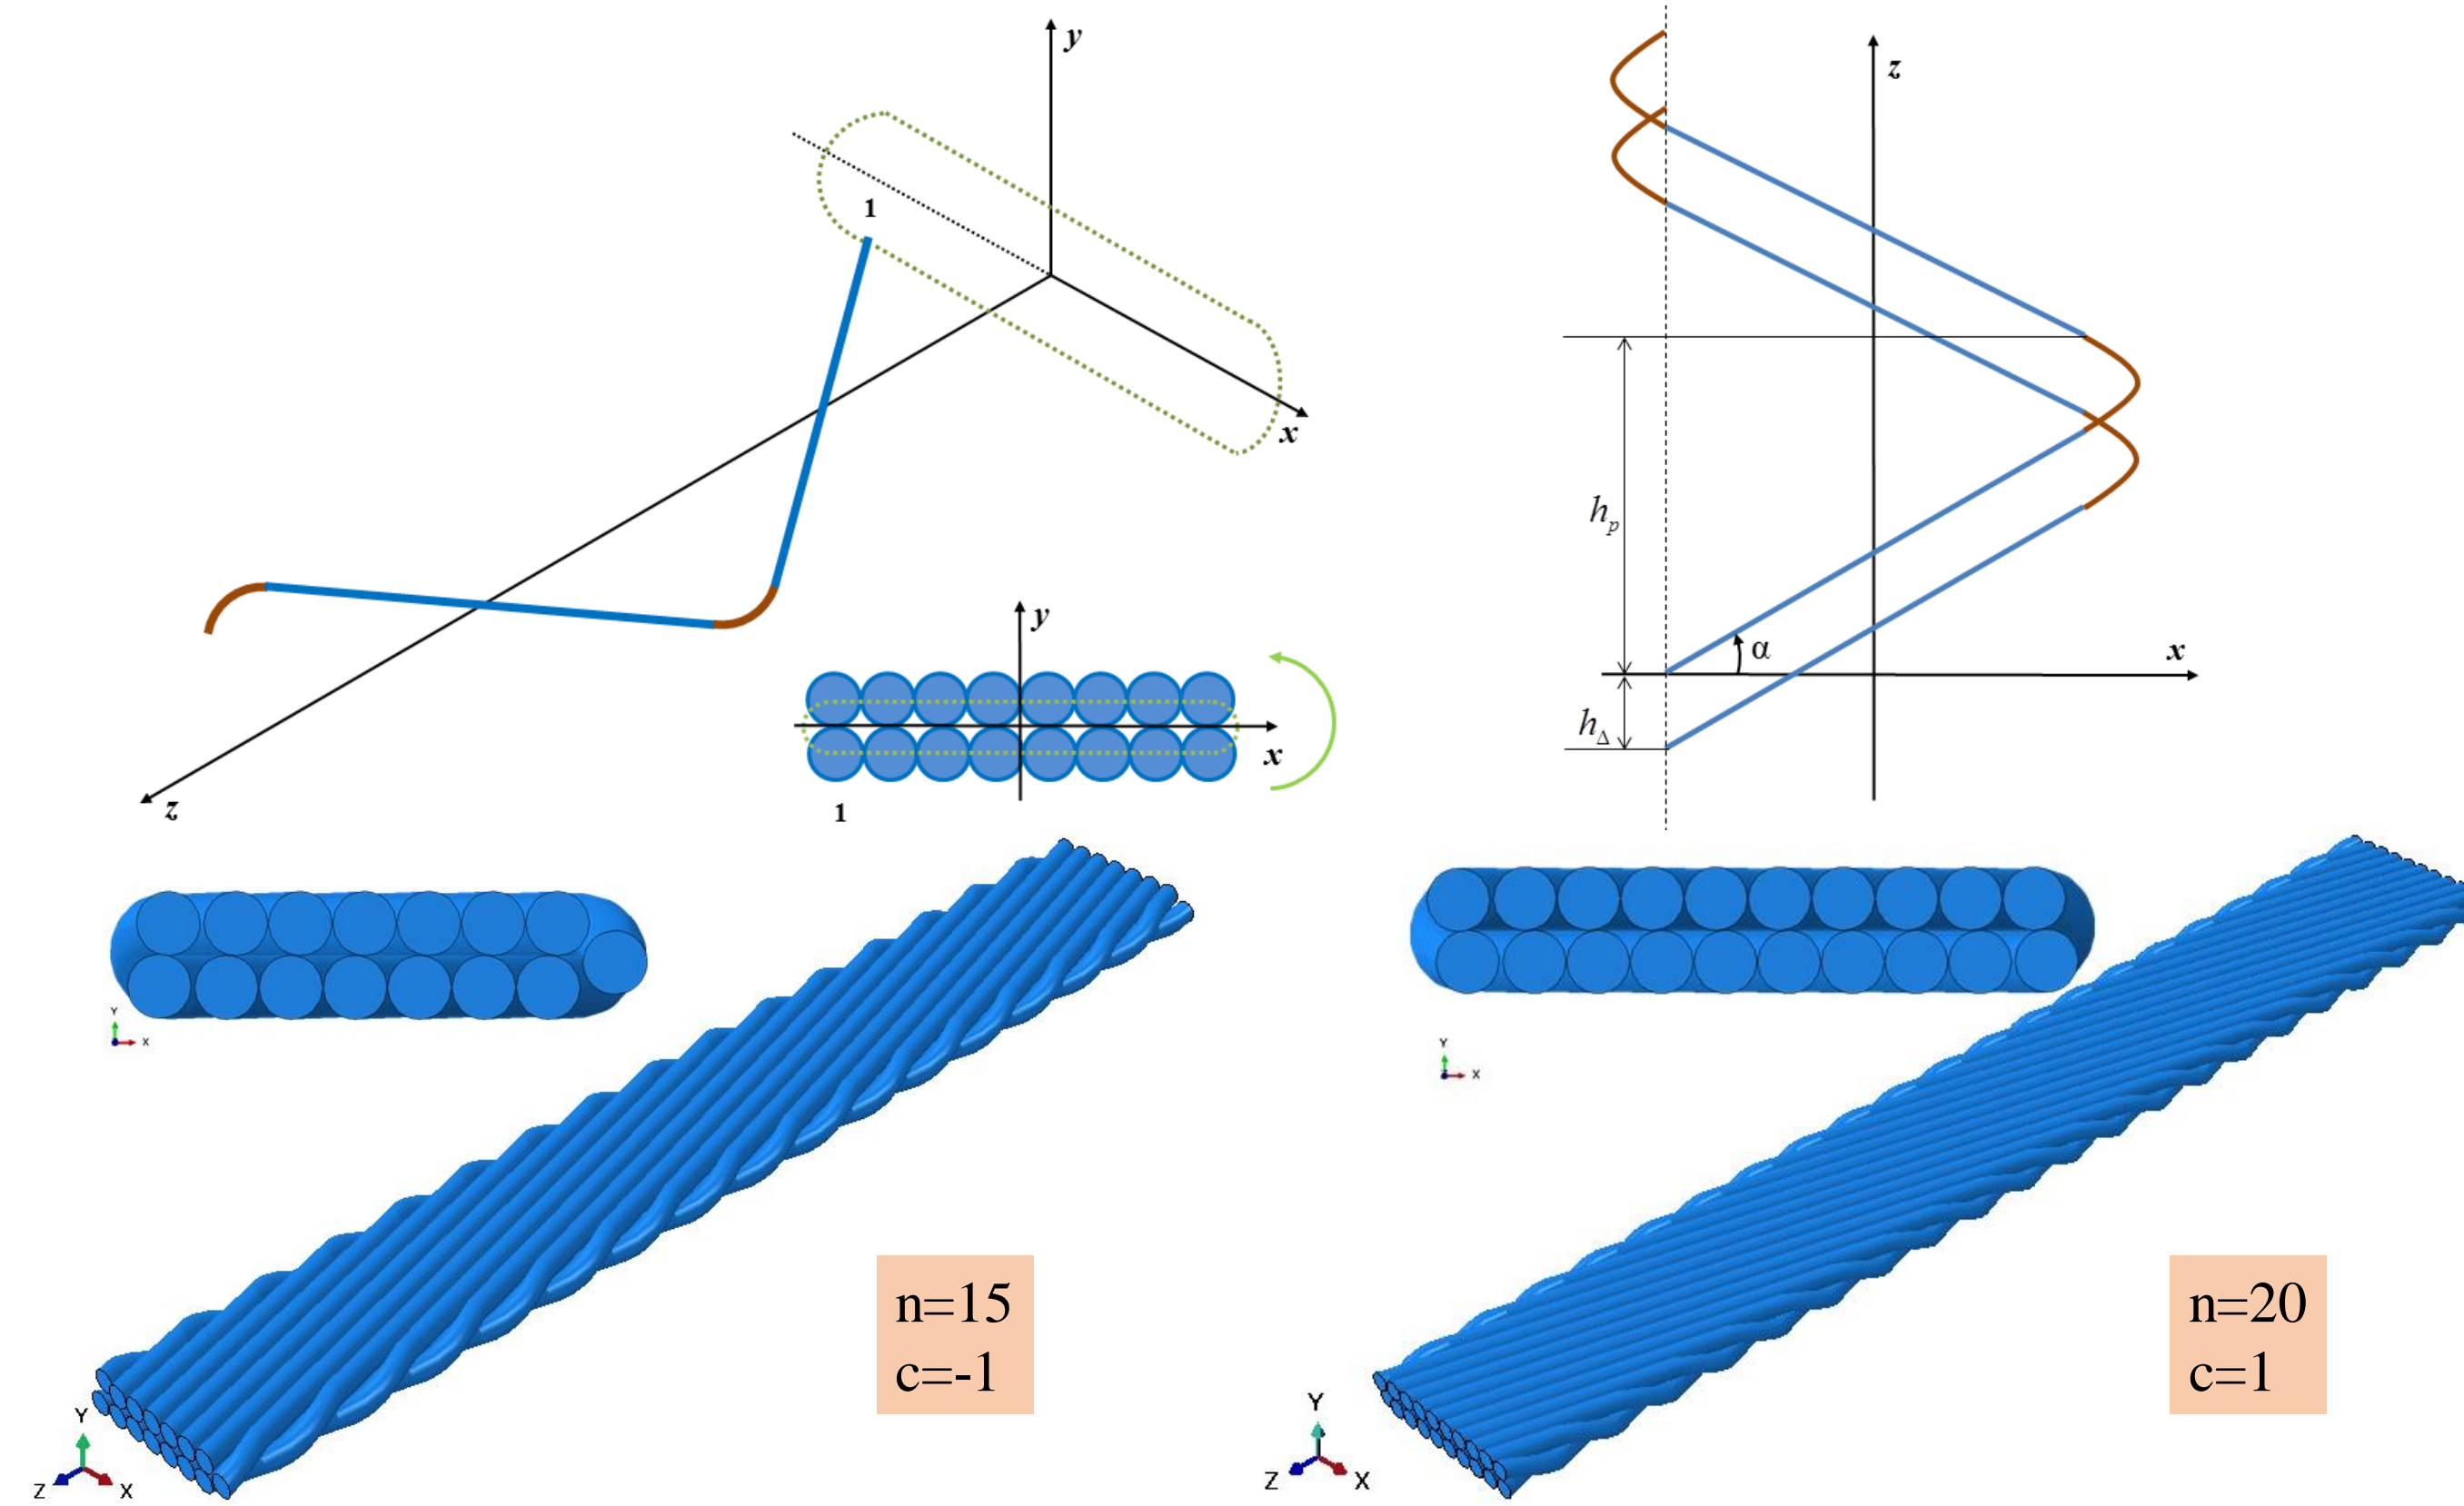 y
1
x
z
y
x
1
z
h_p
α
x
h_Δ
Y
X
Y
X
n=15
c=-1
n=20
c=1
Y
Z
X
Y
Z
X